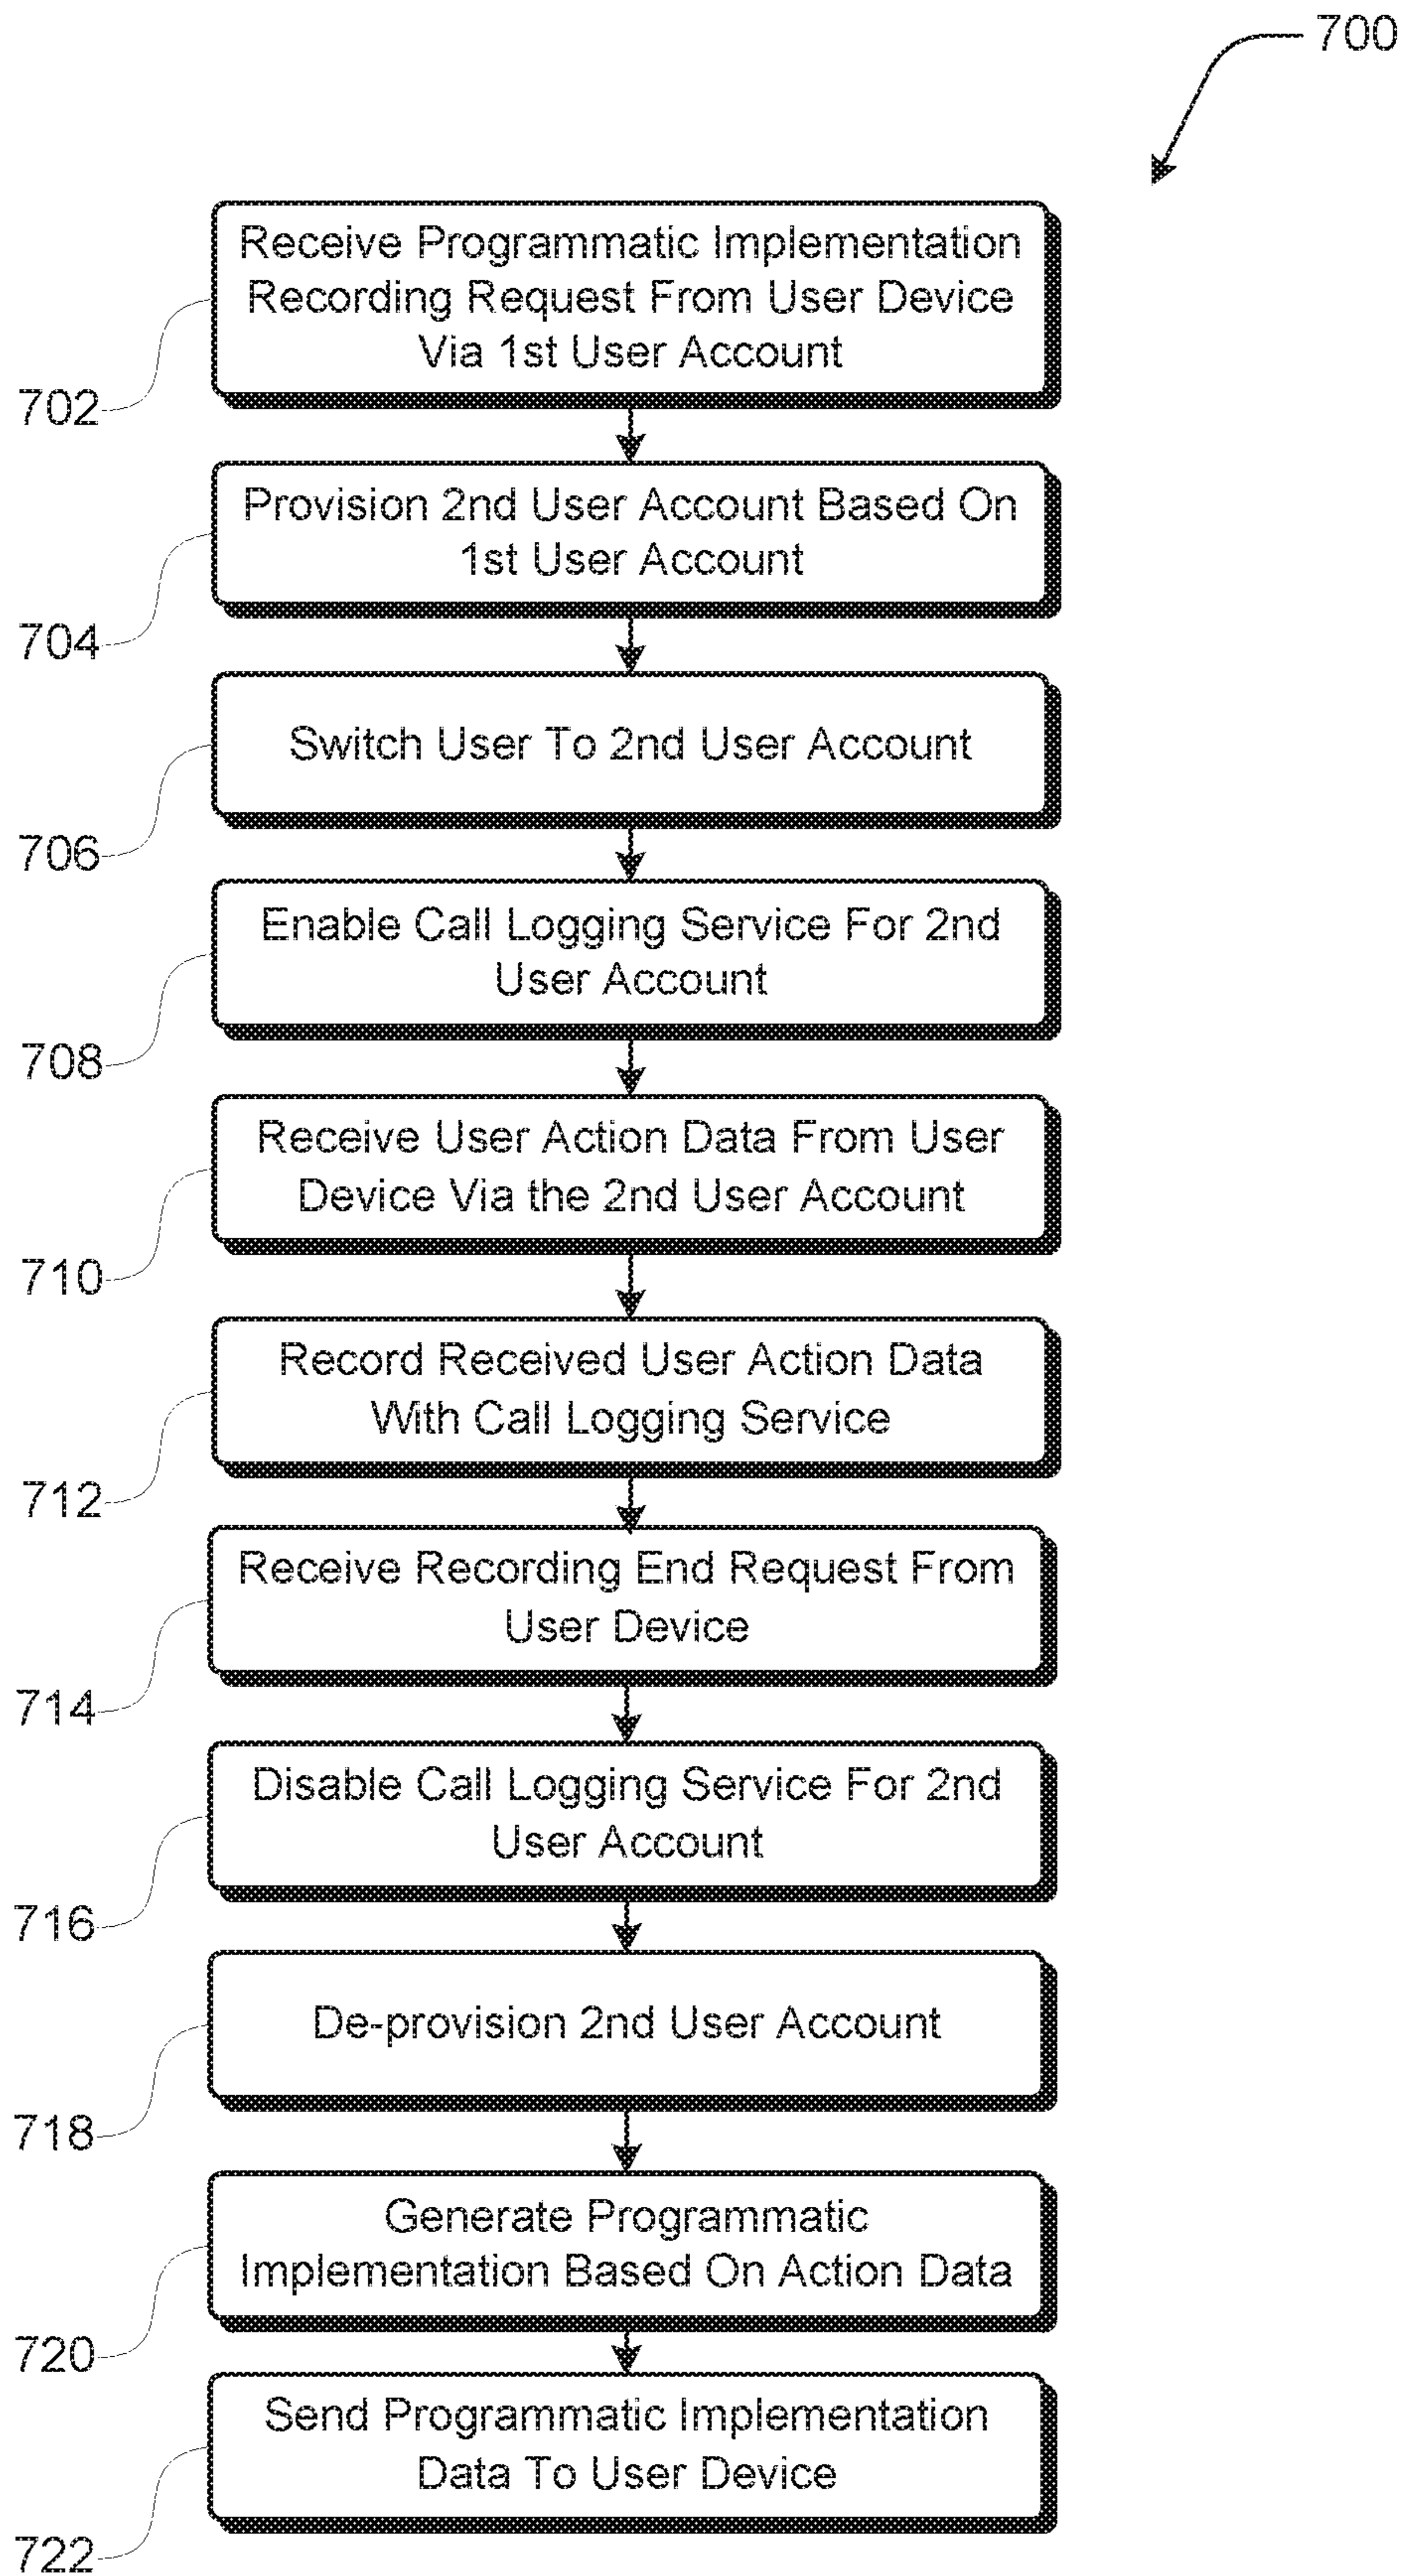 700
Receive Programmatic Implementation
Recording Request From User Device
Via 1st User Account
702
Provision 2nd User Account Based On
1st User Account
704
Switch User To 2nd User Account
706
Enable Call Logging Service For 2nd
User Account
708
Receive User Action Data From User
Device Via the 2nd User Account
710
Record Received User Action Data
With Call Logging Service
712
Receive Recording End Request From
User Device
714
Disable Call Logging Service For 2nd
User Account
716
De-provision 2nd User Account
718
Generate Programmatic
Implementation Based On Action Data
720
Send Programmatic Implementation
Data To User Device
722